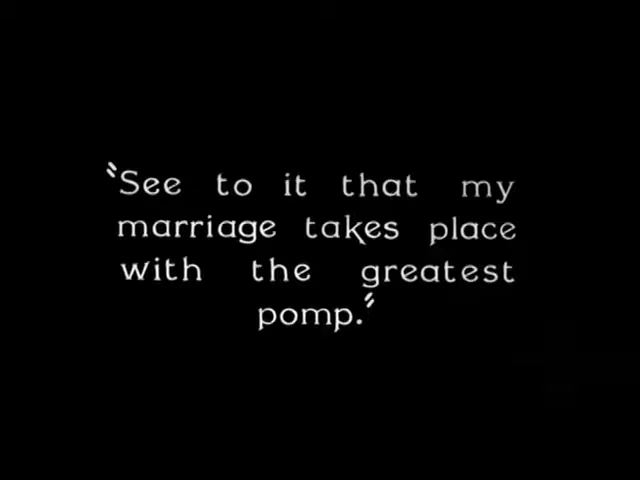 "See to it that my
marriage takes place
with the greatest
pomp."